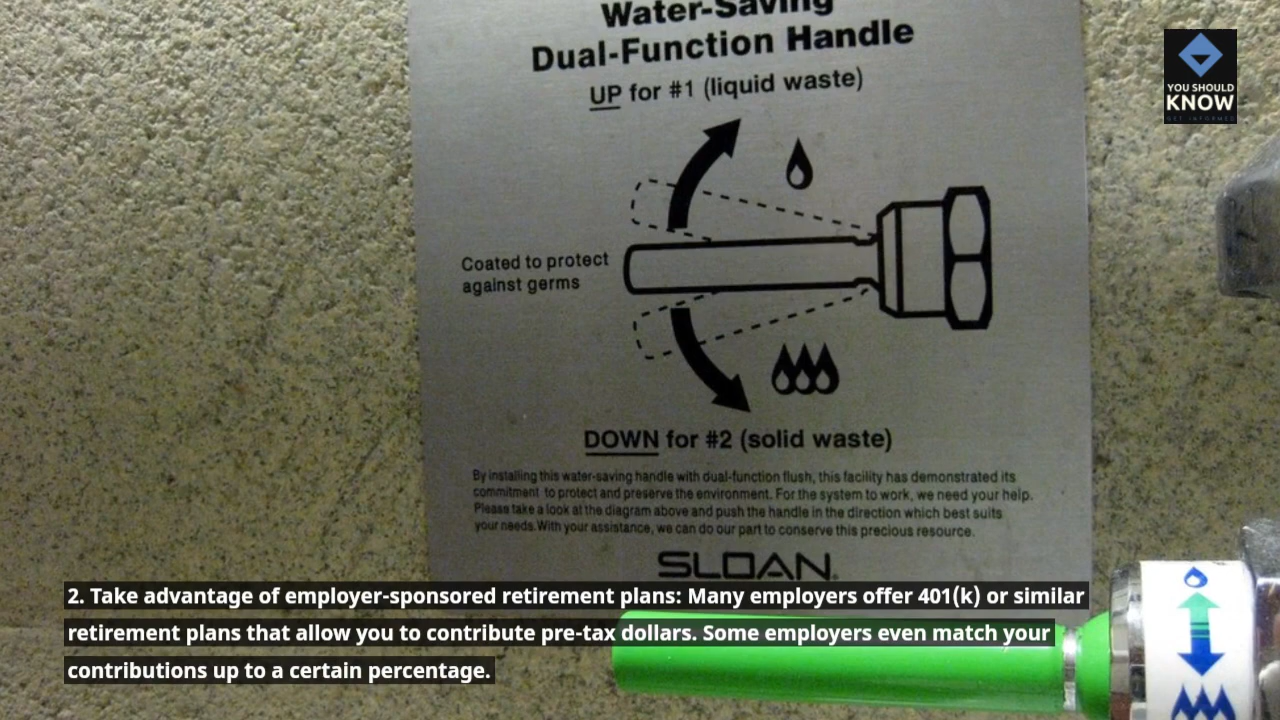 Water-Saving
Dual-Function Handle
UP for #1 (liquid waste)
Coated to protect
against germs
DOWN for #2 (solid waste)
By installing this water-saving handle with dual-function flush, this facility has demonstrated its
commitment to protect and preserve the environment. For the system to work, we need your help.
Please take a look at the diagram above and push the handle in the direction which best suits
your needs. With your assistance, we can do our part to conserve this precious resource.
SLOAN.
YOU SHOULD
KNOW
GET INFORMED
2. Take advantage of employer-sponsored retirement plans: Many employers offer 401(k) or similar
retirement plans that allow you to contribute pre-tax dollars. Some employers even match your
contributions up to a certain percentage.